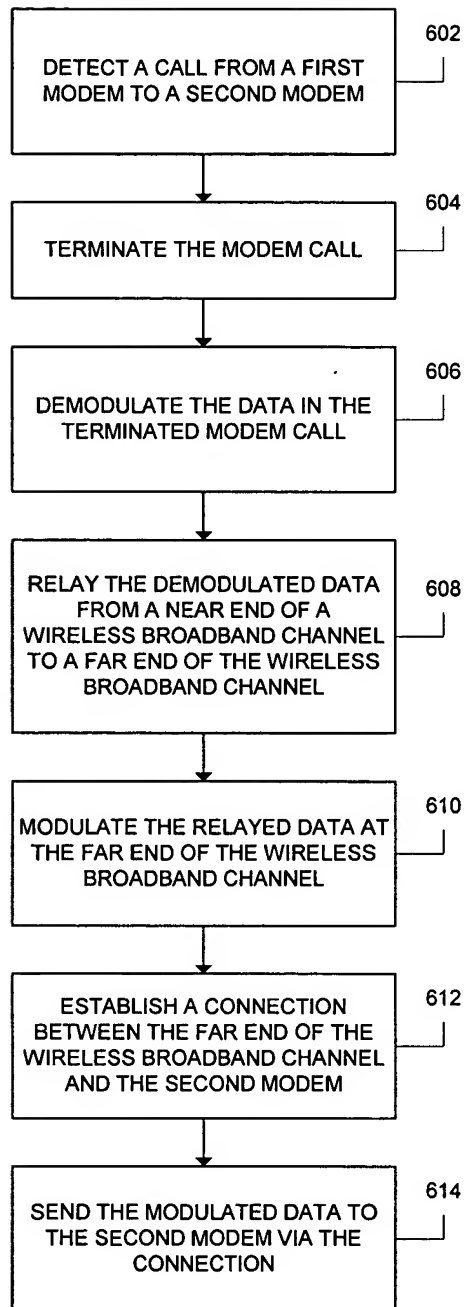 602
DETECT A CALL FROM A FIRST
MODEM TO A SECOND MODEM
604
TERMINATE THE MODEM CALL
606
DEMODULATE THE DATA IN THE
TERMINATED MODEM CALL
608
RELAY THE DEMODULATED DATA
FROM A NEAR END OF A
WIRELESS BROADBAND CHANNEL
TO A FAR END OF THE WIRELESS
BROADBAND CHANNEL
610
MODULATE THE RELAYED DATA AT
THE FAR END OF THE WIRELESS
BROADBAND CHANNEL
612
ESTABLISH A CONNECTION
BETWEEN THE FAR END OF THE
WIRELESS BROADBAND CHANNEL
AND THE SECOND MODEM
614
SEND THE MODULATED DATA TO
THE SECOND MODEM VIA THE
CONNECTION